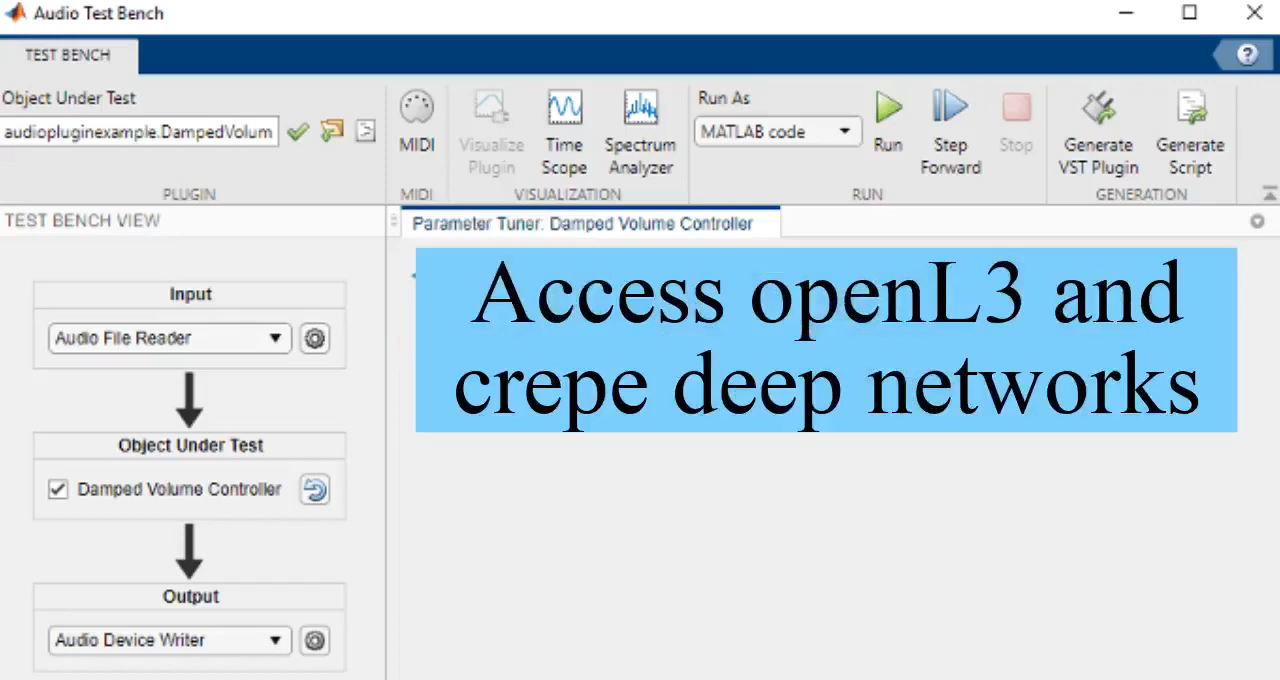 Audio Test Bench
TEST BENCH
Object Under Test
audiopluginexample.DampedVolum
PLUGIN
MIDI
MIDI
Visualize
Plugin
Time
Scope
Spectrum
Analyzer
VISUALIZATION
Run As
MATLAB code
Run
Step
Forward
Stop
RUN
Generate
VST Plugin
Generate
Script
GENERATION
TEST BENCH VIEW
Input
Audio File Reader
Object Under Test
Damped Volume Controller
Output
Audio Device Writer
Parameter Tuner: Damped Volume Controller
Access openL3 and
crepe deep networks